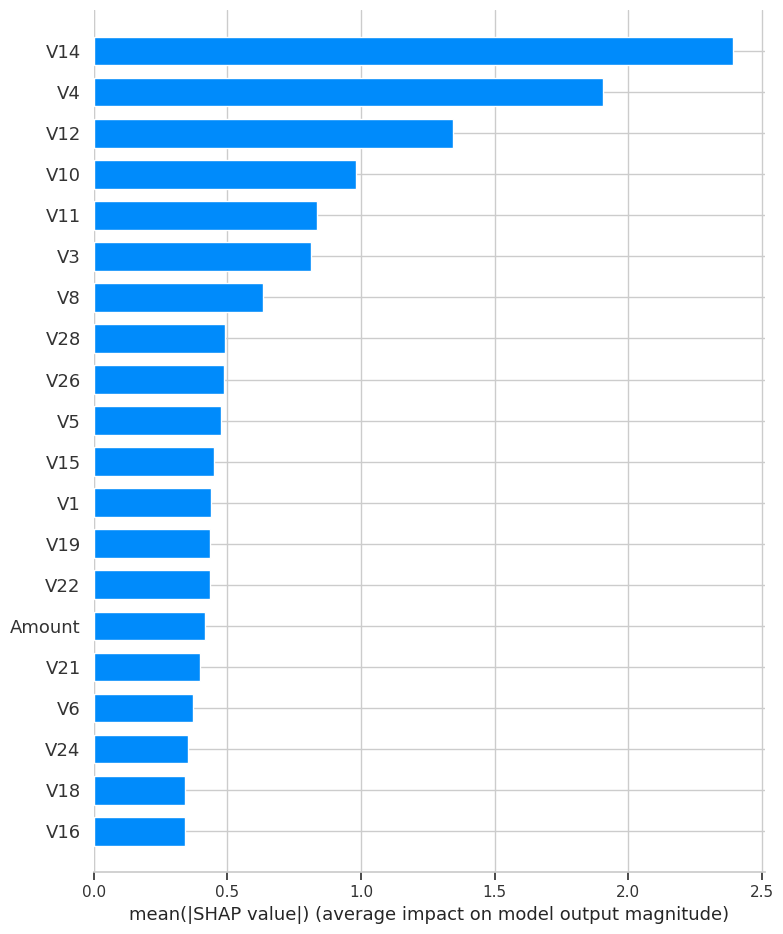 V14
V4
V12
V10
V11
V3
V8
V28
V26
V5
V15
V1
V19
V22
Amount
V21
V6
V24
V18
V16
0.0 0.5 1.0 1.5 2.0 2.5
mean(|SHAP value|) (average impact on model output magnitude)